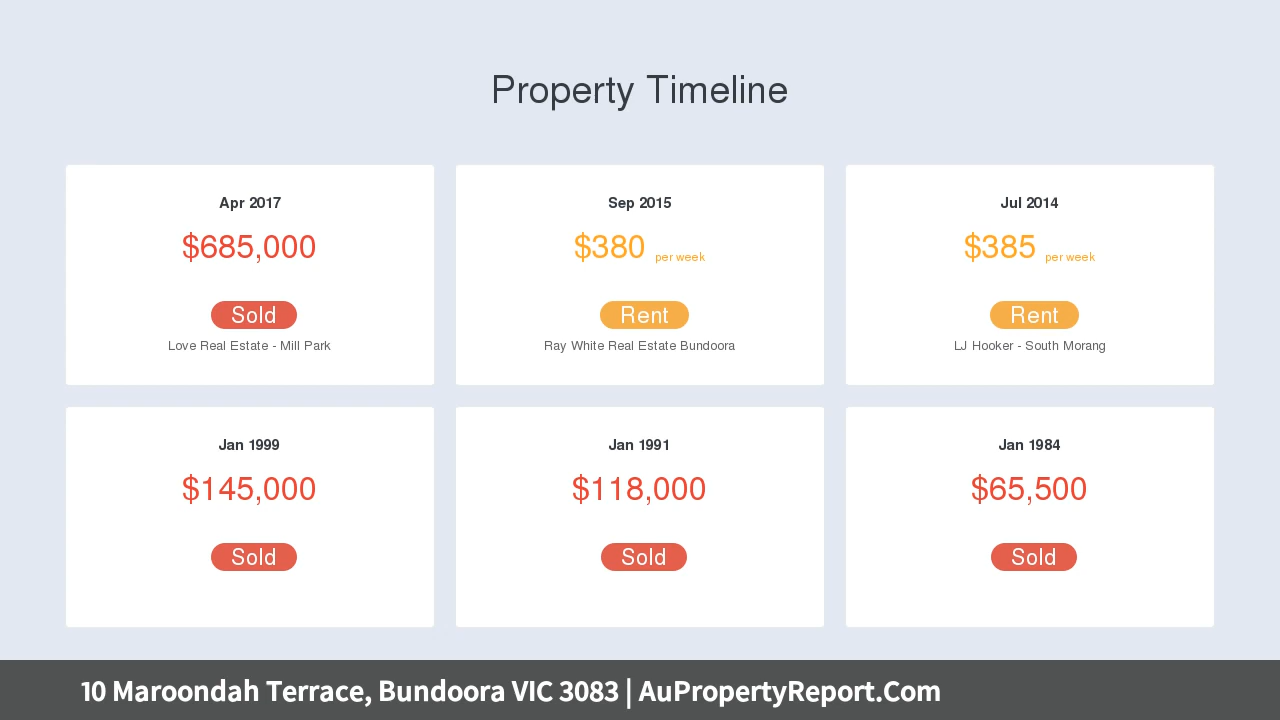 Property Timeline
Apr 2017
$685,000
Sold
Love Real Estate - Mill Park
Sep 2015
$380 per week
Rent
Ray White Real Estate Bundoora
Jul 2014
$385 per week
Rent
LJ Hooker - South Morang
Jan 1999
$145,000
Sold
Jan 1991
$118,000
Sold
Jan 1984
$65,500
Sold
10 Maroondah Terrace, Bundoora VIC 3083 | AuPropertyReport.Com